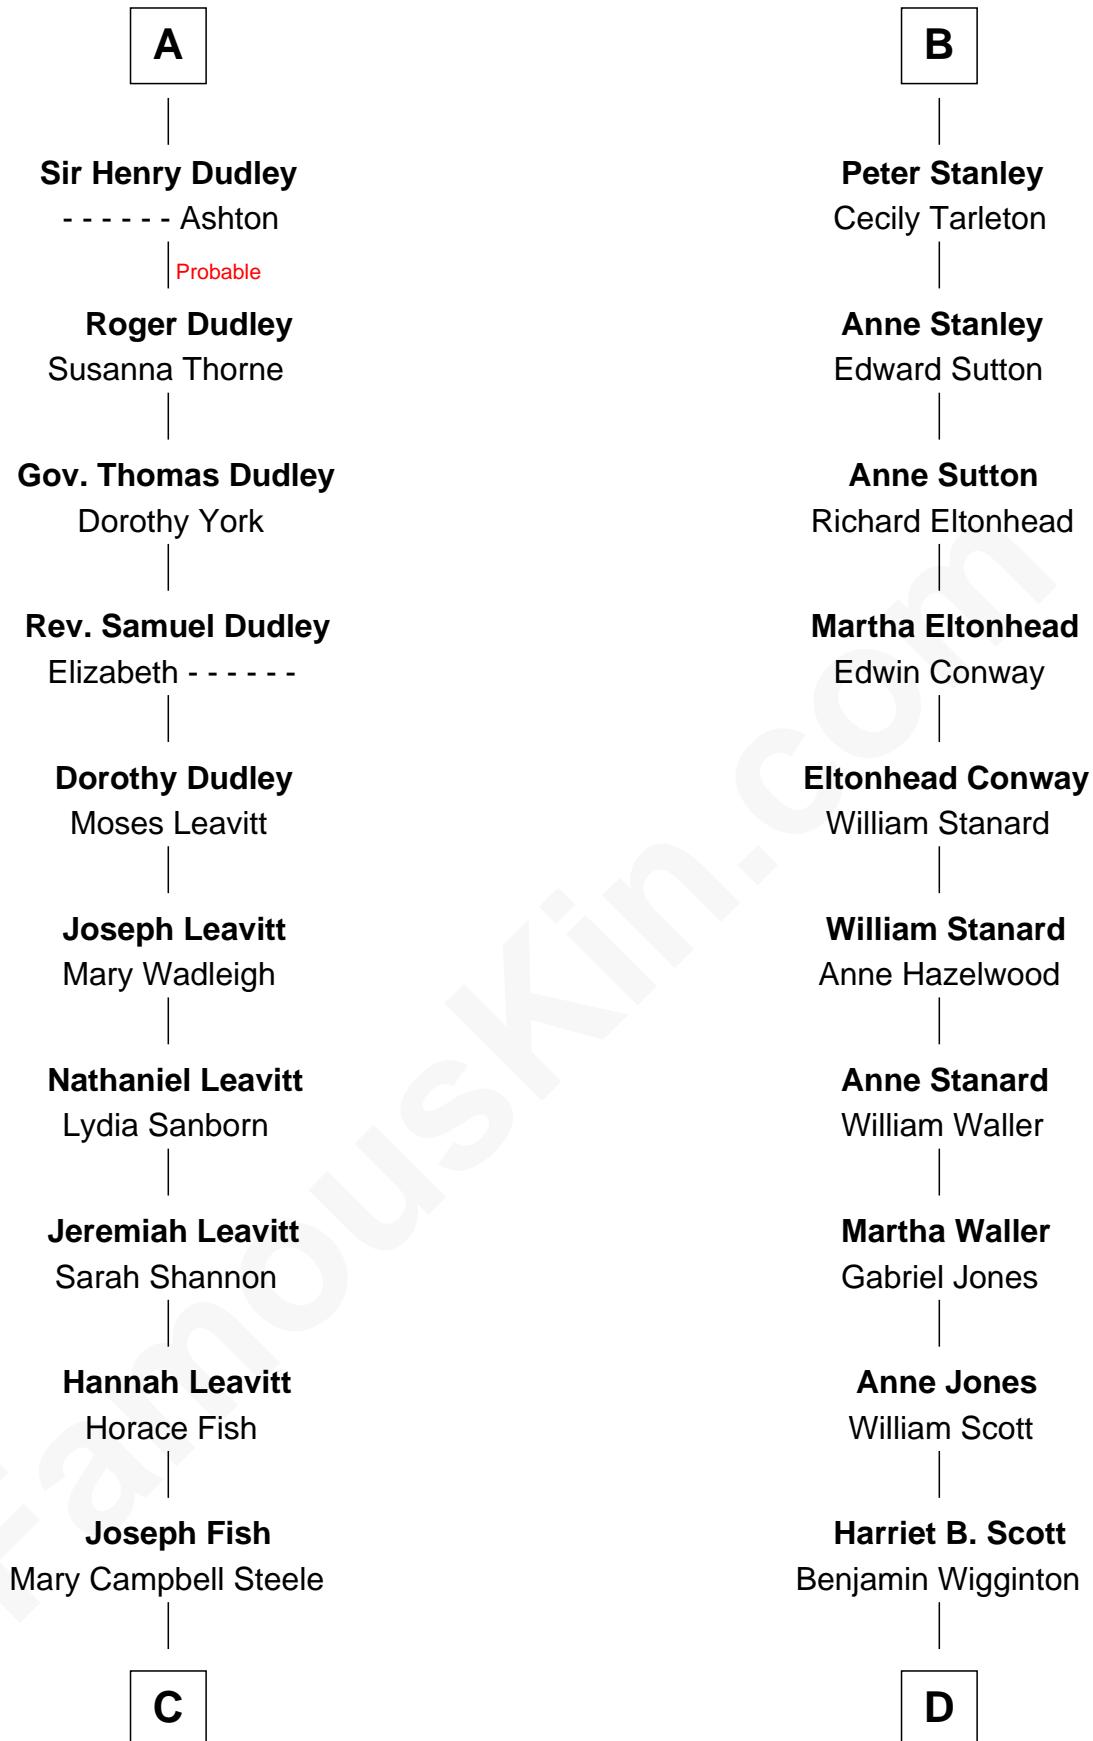 A
Sir Henry Dudley
- - - - - - Ashton
Probable
Roger Dudley
Susanna Thorne
Gov. Thomas Dudley
Dorothy York
Rev. Samuel Dudley
Elizabeth - - - - - -
Dorothy Dudley
Moses Leavitt
Joseph Leavitt
Mary Wadleigh
Nathaniel Leavitt
Lydia Sanborn
Jeremiah Leavitt
Sarah Shannon
Hannah Leavitt
Horace Fish
Joseph Fish
Mary Campbell Steele
C
B
Peter Stanley
Cecily Tarleton
Anne Stanley
Edward Sutton
Anne Sutton
Richard Eltonhead
Martha Eltonhead
Edwin Conway
Eltonhead Conway
William Stanard
William Stanard
Anne Hazelwood
Anne Stanard
William Waller
Martha Waller
Gabriel Jones
Anne Jones
William Scott
Harriet B. Scott
Benjamin Wigginton
D
FamousKin.com